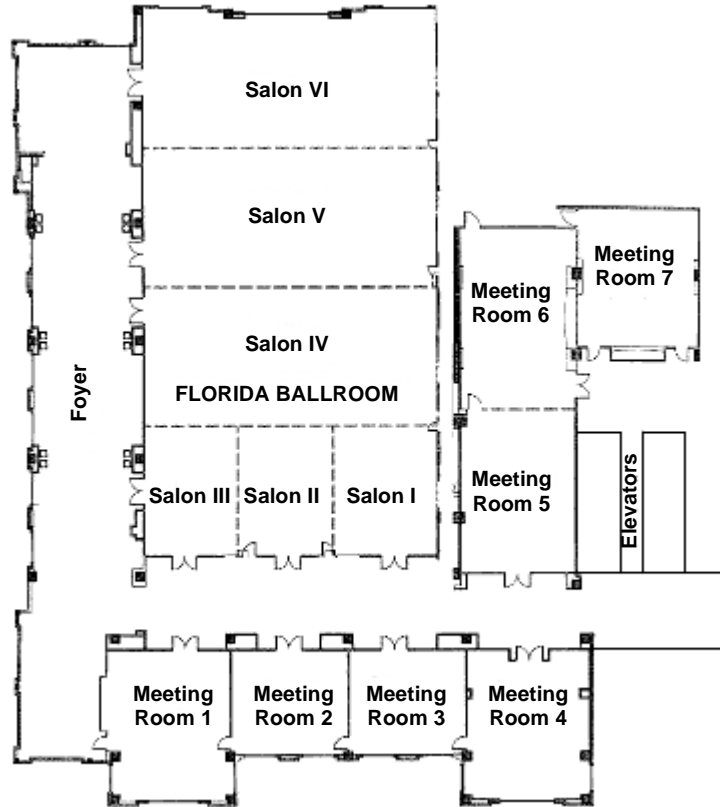 Salon VI
Salon V
Meeting
Room 7
Meeting
Room 6
Salon IV
FLORIDA BALLROOM
Foyer
Salon III
Salon II
Salon I
Meeting
Room 5
Elevators
Meeting
Room 1
Meeting
Room 2
Meeting
Room 3
Meeting
Room 4